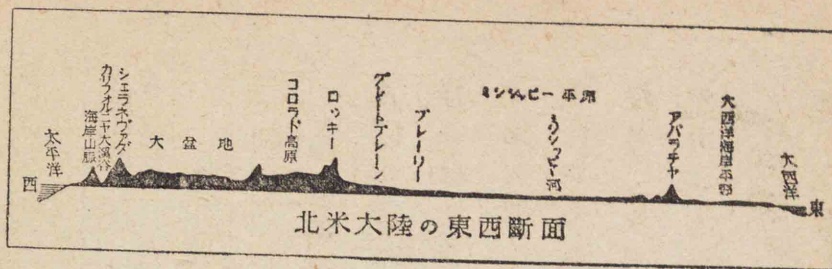 西
太平洋
海岸山脈
カリフォルニヤ大溪谷
シェラネヴァダ
大盆地
コロラド高原
ロッキー
グレートプレーン
プレーリー
ミシシッピー平原
ミシシッピー河
アパラチヤ
大西洋海岸平野
大西洋
東
北米大陸の東西斷面